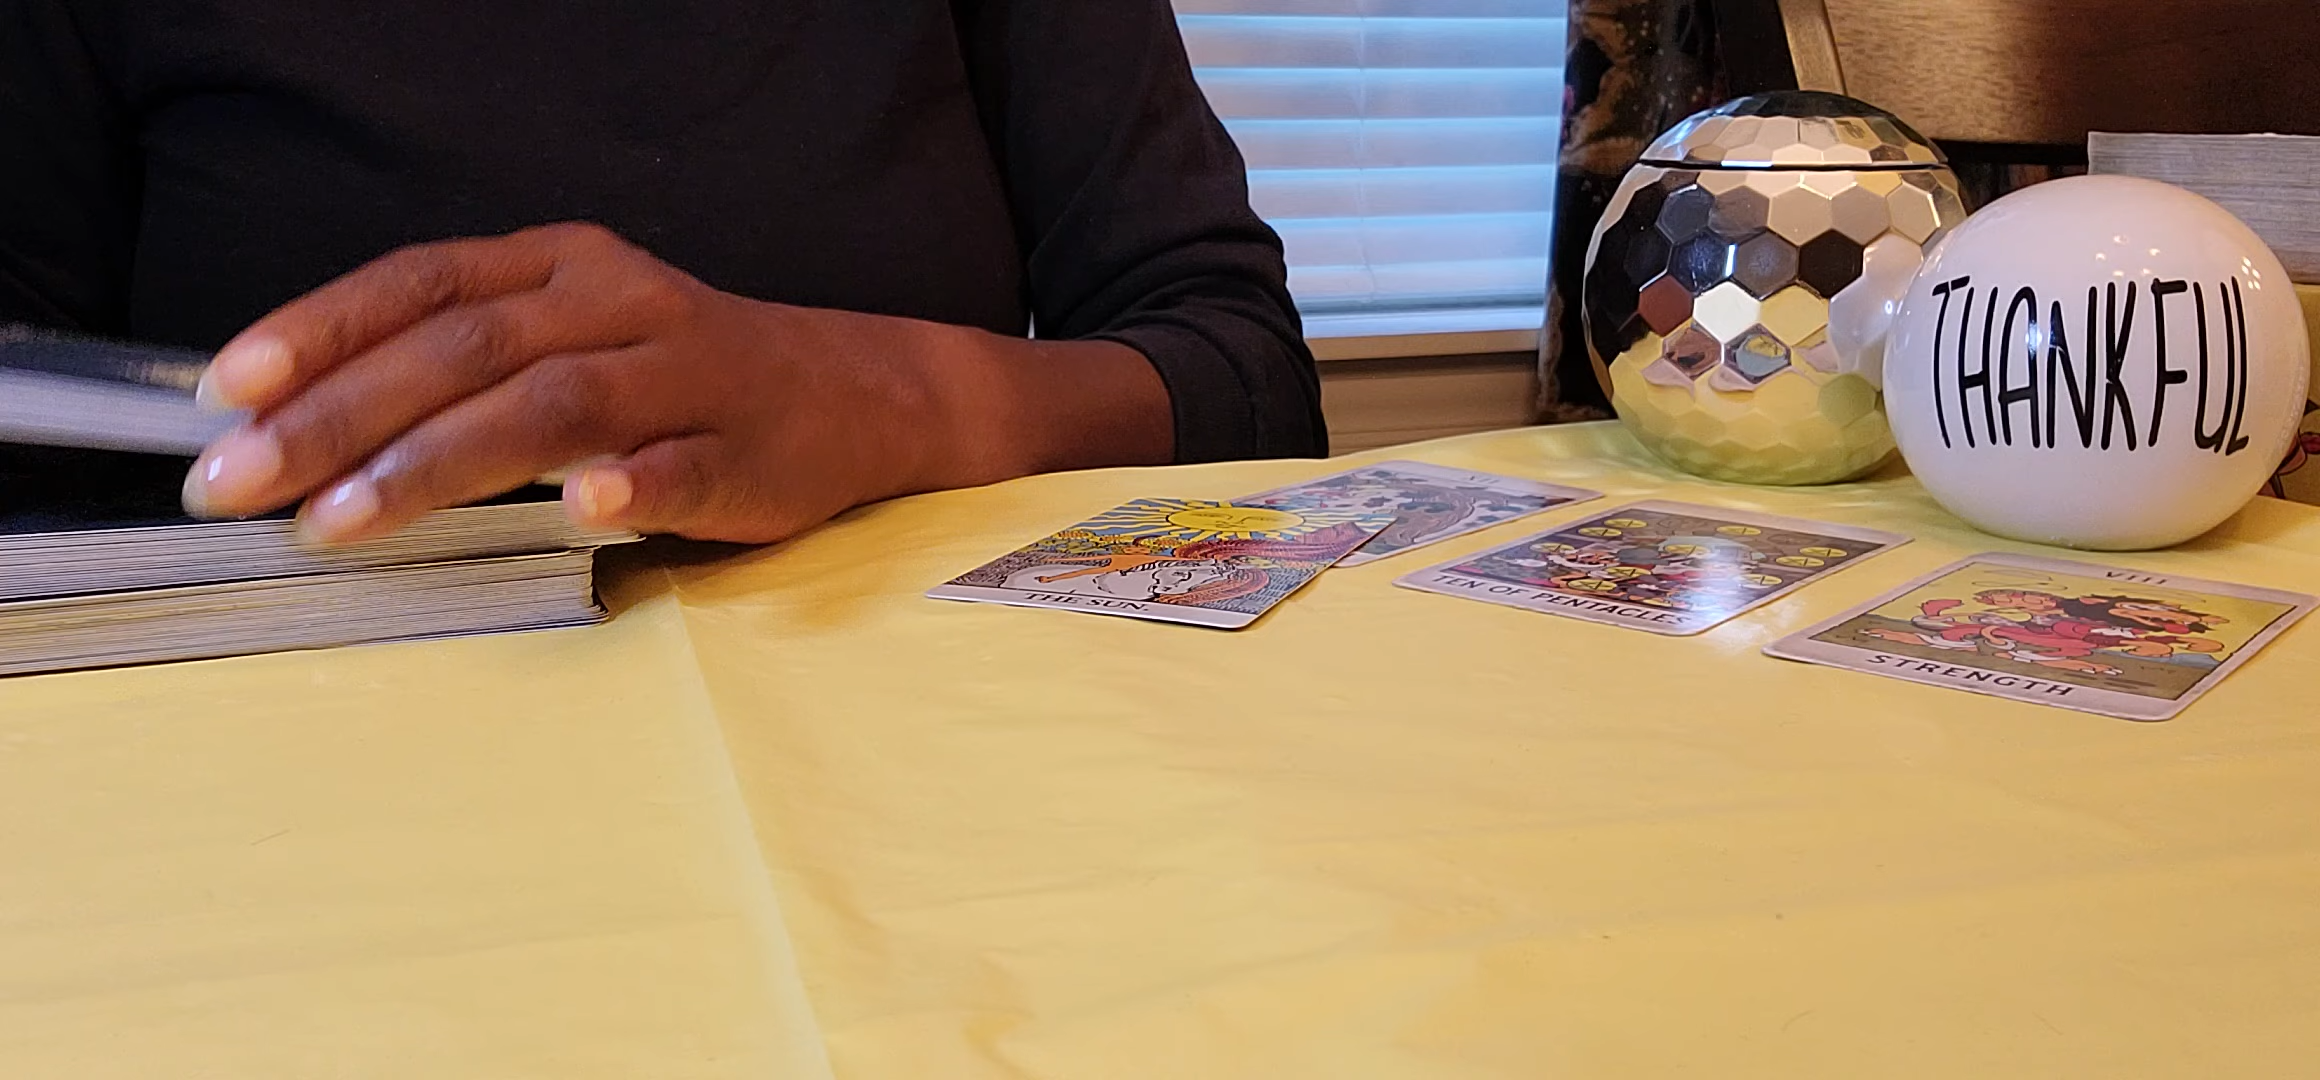 THANKFUL
THE SUN.
TEN OF PENTACLES
VIII
STRENGTH